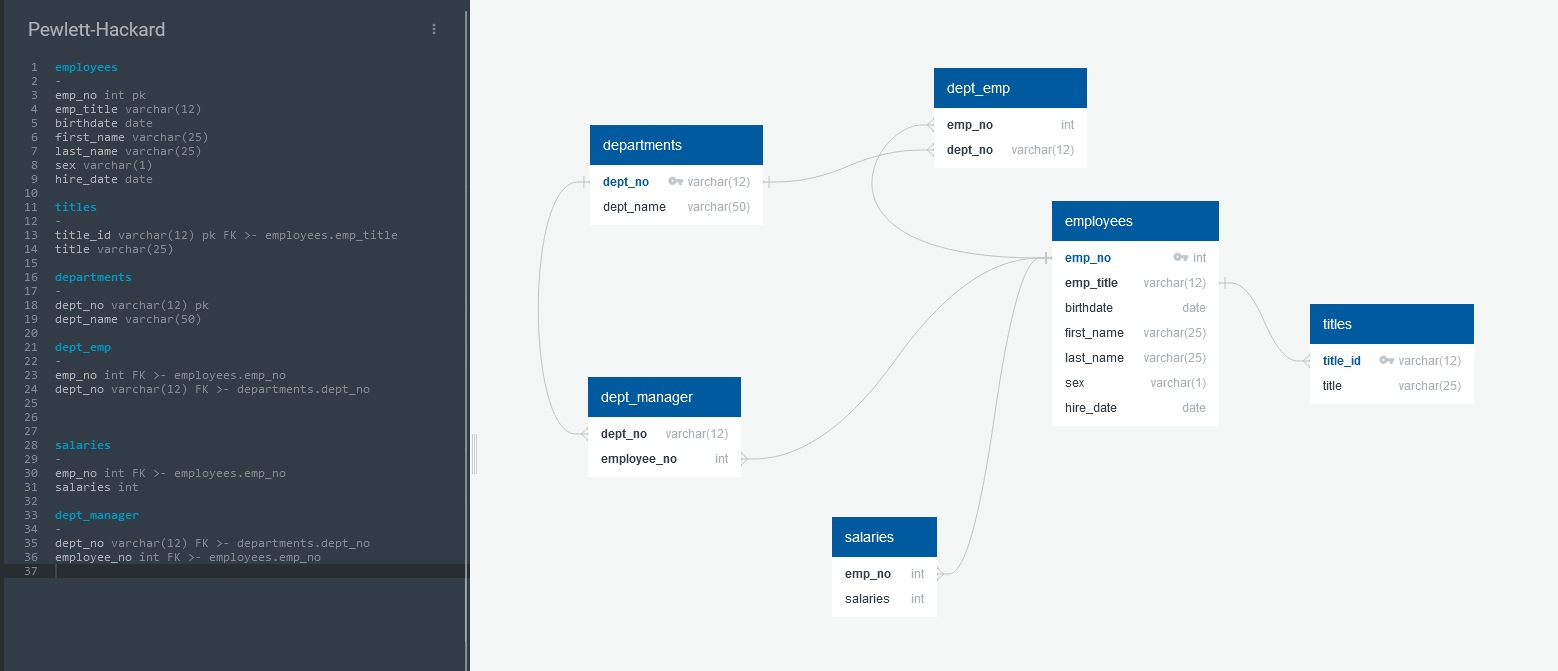 Pewlett-Hackard
1 employees
2 -
3 emp_no int pk
4 emp_title varchar(12)
5 birthdate date
6 first_name varchar(25)
7 last_name varchar(25)
8 sex varchar(1)
9 hire_date date
10
11 titles
12 -
13 title_id varchar(12) pk FK >- employees.emp_title
14 title varchar(25)
15
16 departments
17 -
18 dept_no varchar(12) pk
19 dept_name varchar(50)
20
21 dept_emp
22 -
23 emp_no int FK >- employees.emp_no
24 dept_no varchar(12) FK >- departments.dept_no
25
26
27
28 salaries
29 -
30 emp_no int FK >- employees.emp_no
31 salaries int
32
33 dept_manager
34 -
35 dept_no varchar(12) FK >- departments.dept_no
36 employee_no int FK >- employees.emp_no
37
dept_emp
emp_no int
dept_no varchar(12)
departments
dept_no varchar(12)
dept_name varchar(50)
employees
emp_no int
emp_title varchar(12)
birthdate date
first_name varchar(25)
last_name varchar(25)
sex varchar(1)
hire_date date
titles
title_id varchar(12)
title varchar(25)
dept_manager
dept_no varchar(12)
employee_no int
salaries
emp_no int
salaries int